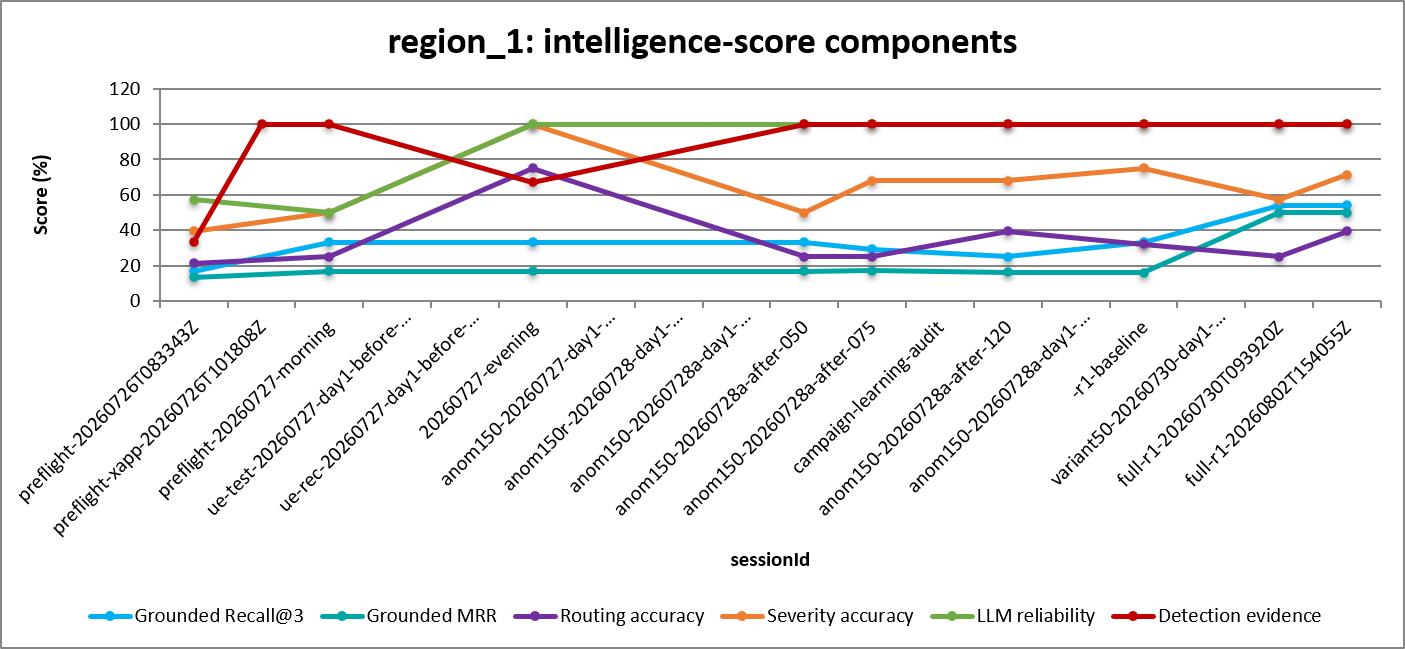 region_1: intelligence-score components
120
100
80
60
40
20
0
Score (%)
preflight-20260726T083343Z
preflight-xapp-20260726T101808Z
preflight-20260727-morning
ue-test-20260727-day1-before-...
ue-rec-20260727-day1-before-...
20260727-evening
anom150-20260727-day1-...
anom150r-20260728-day1-...
anom150-20260728a-day1-...
anom150-20260728a-after-050
anom150-20260728a-after-075
campaign-learning-audit
anom150-20260728a-after-120
anom150-20260728a-day1-...
-r1-baseline
variant50-20260730-day1-...
full-r1-20260730T093920Z
full-r1-20260802T154055Z
sessionId
Grounded Recall@3 Grounded MRR Routing accuracy Severity accuracy LLM reliability Detection evidence